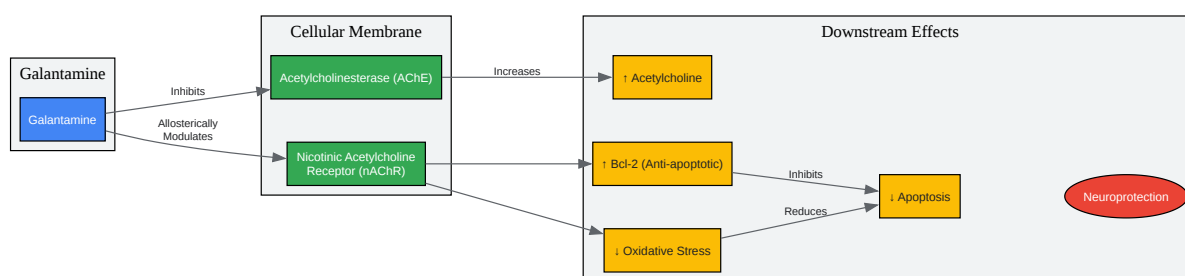 Galantamine
Galantamine
Inhibits
Allosterically
Modulates
Cellular Membrane
Acetylcholinesterase (AChE)
Nicotinic Acetylcholine
Receptor (nAChR)
Increases
Downstream Effects
↑ Acetylcholine
↑ Bcl-2 (Anti-apoptotic)
↓ Oxidative Stress
Inhibits
Reduces
↓ Apoptosis
Neuroprotection